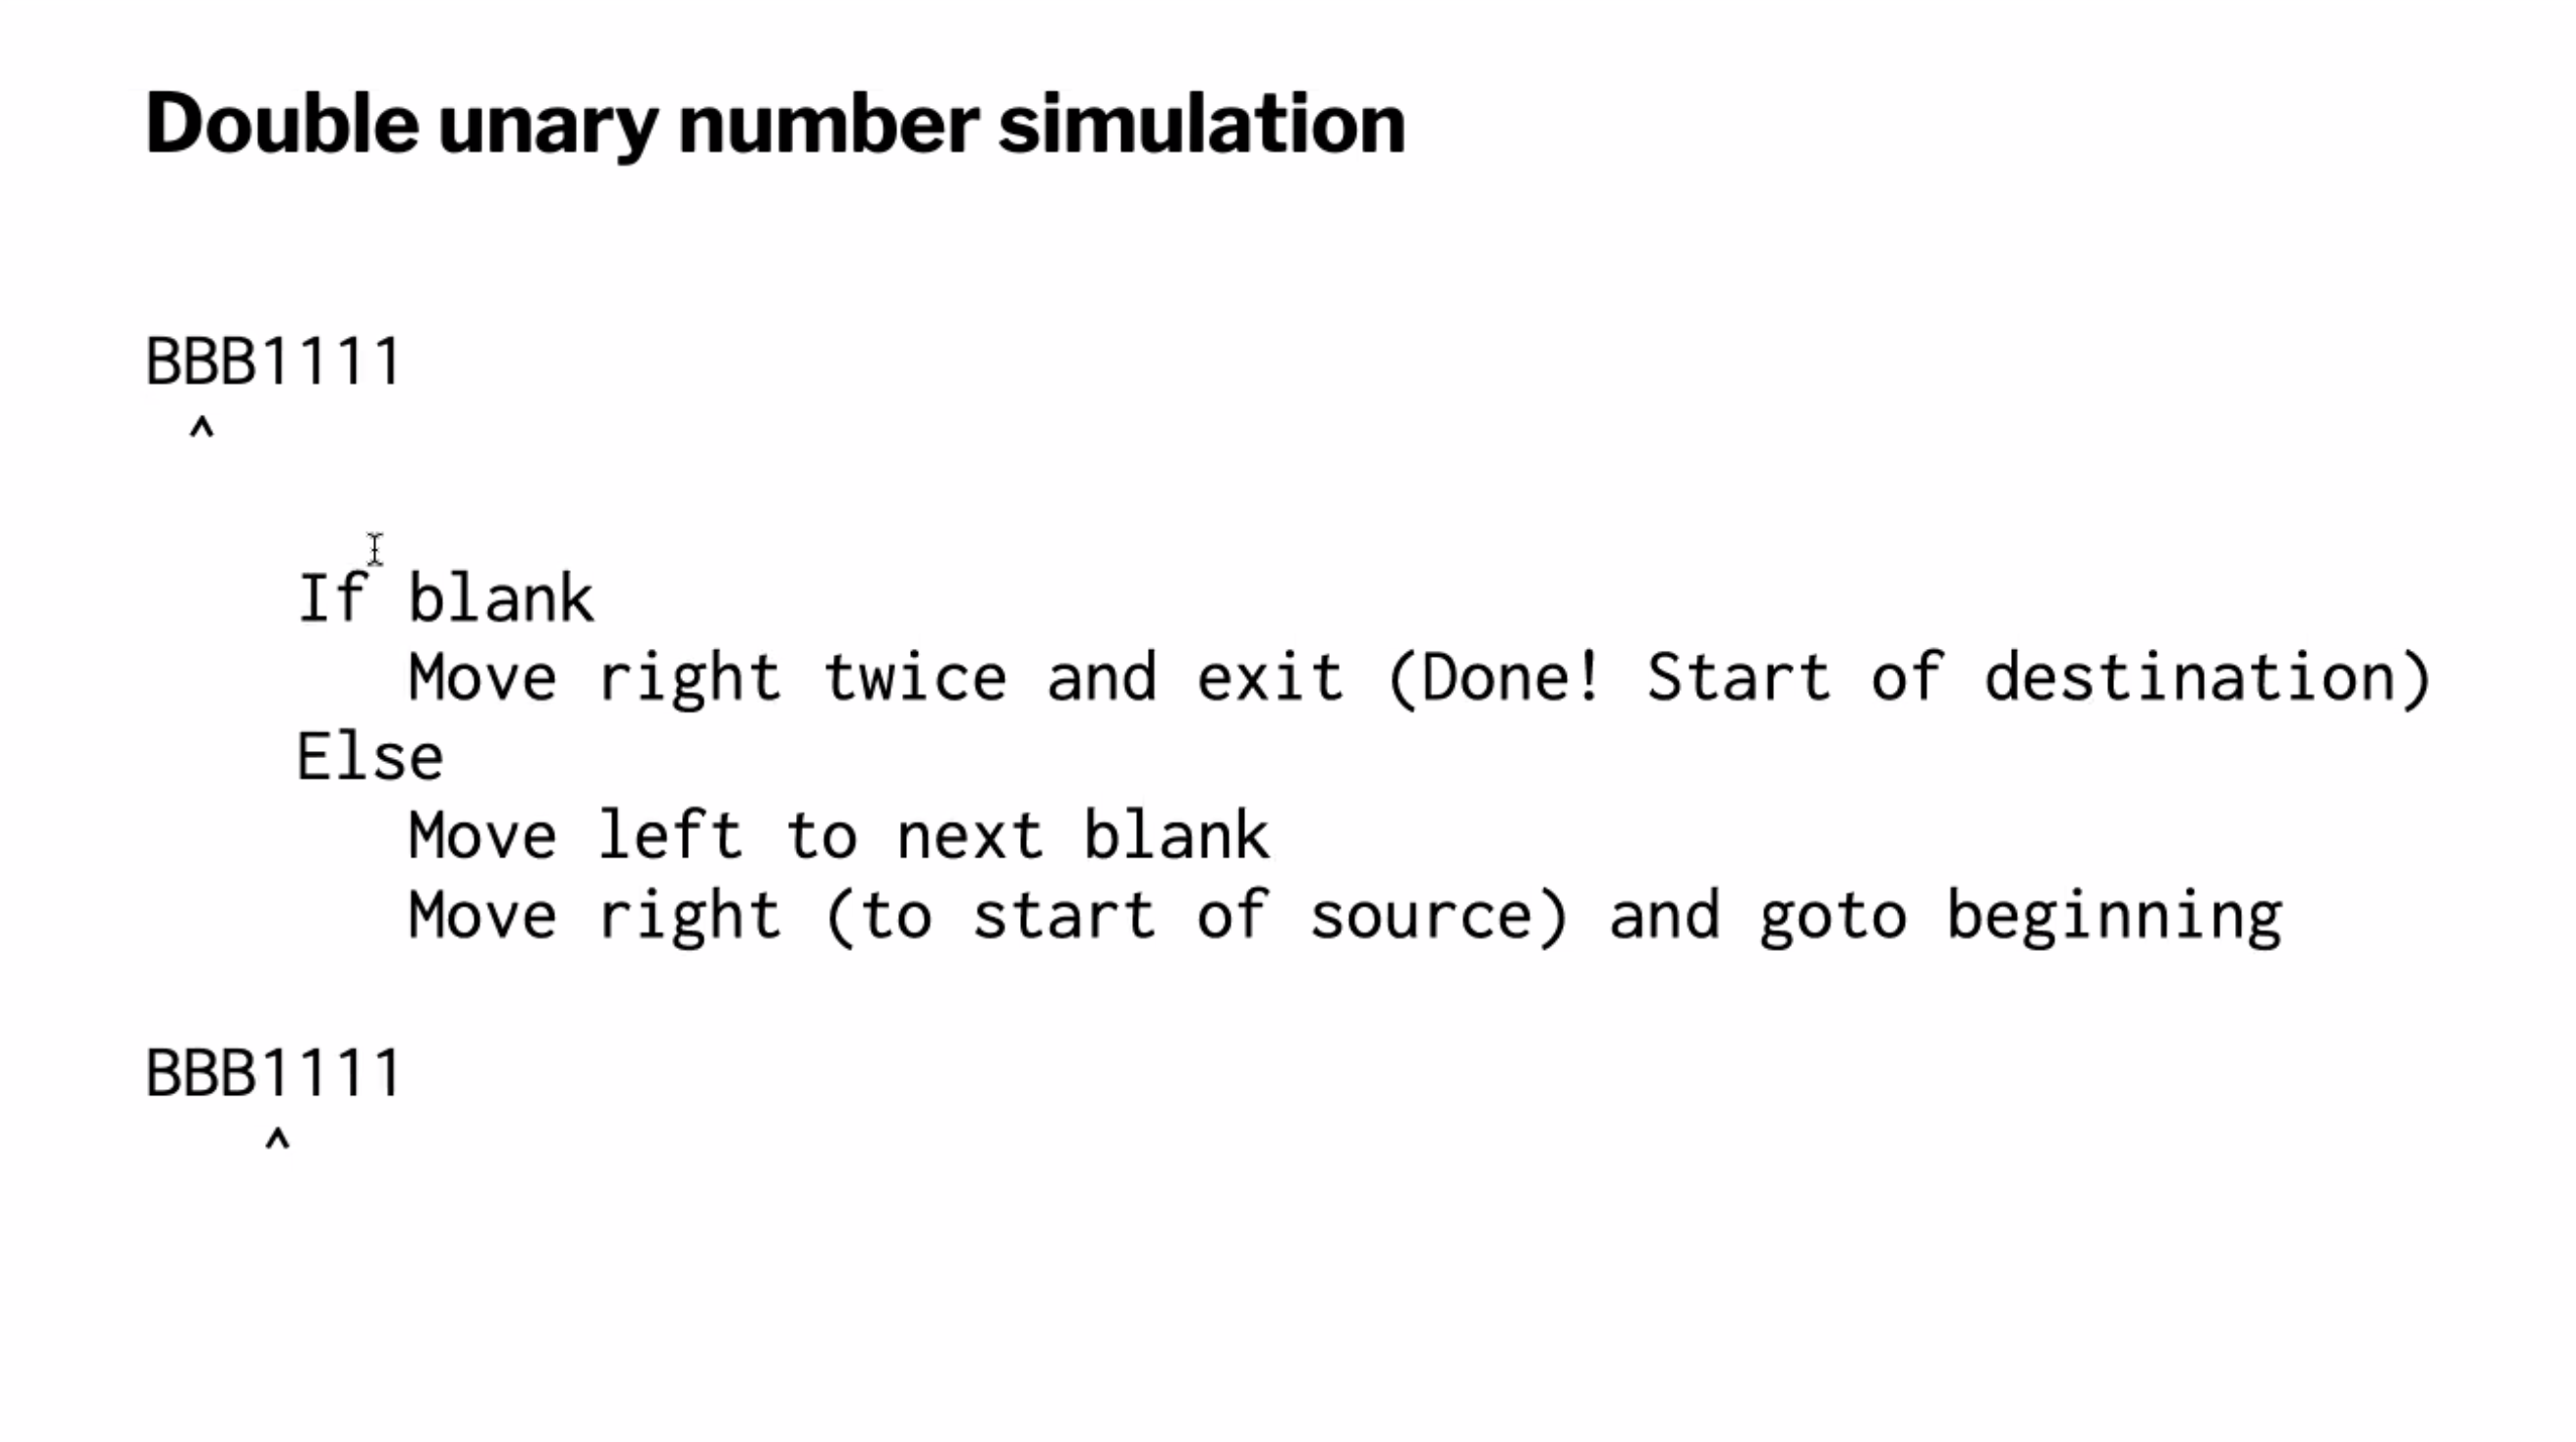 Double unary number simulation
BBB1111
^
If blank
Move right twice and exit (Done! Start of destination)
Else
Move left to next blank
Move right (to start of source) and goto beginning
BBB1111
^